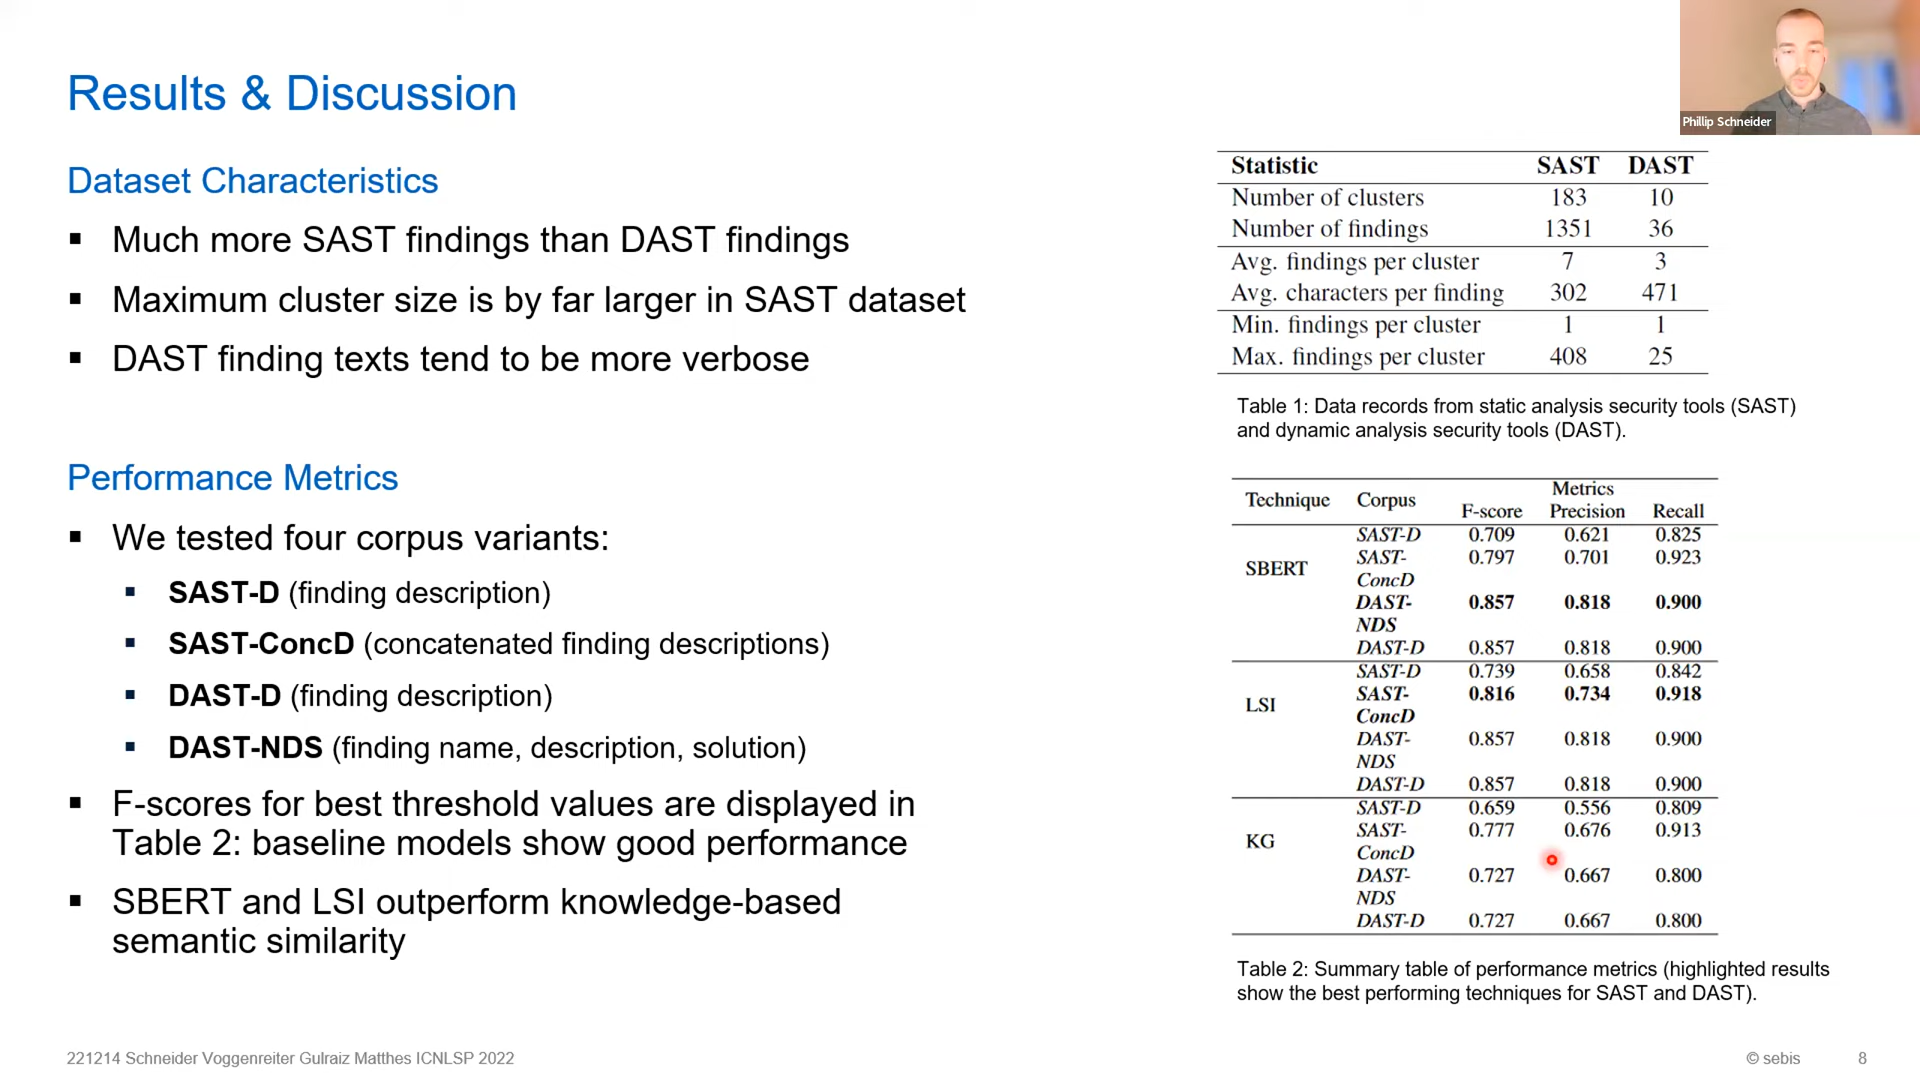 Results & Discussion
Phillip Schneider
Dataset Characteristics
▪ Much more SAST findings than DAST findings
▪ Maximum cluster size is by far larger in SAST dataset
▪ DAST finding texts tend to be more verbose
Performance Metrics
▪ We tested four corpus variants:
▪ SAST-D (finding description)
▪ SAST-ConcD (concatenated finding descriptions)
▪ DAST-D (finding description)
▪ DAST-NDS (finding name, description, solution)
▪ F-scores for best threshold values are displayed in
Table 2: baseline models show good performance
▪ SBERT and LSI outperform knowledge-based
semantic similarity
Statistic SAST DAST
Number of clusters 183 10
Number of findings 1351 36
Avg. findings per cluster 7 3
Avg. characters per finding 302 471
Min. findings per cluster 1 1
Max. findings per cluster 408 25
Table 1: Data records from static analysis security tools (SAST)
and dynamic analysis security tools (DAST).
Metrics
Technique Corpus F-score Precision Recall
SAST-D 0.709 0.621 0.825
SBERT SAST- 0.797 0.701 0.923
ConcD
DAST- 0.857 0.818 0.900
NDS
DAST-D 0.857 0.818 0.900
SAST-D 0.739 0.658 0.842
LSI SAST- 0.816 0.734 0.918
ConcD
DAST- 0.857 0.818 0.900
NDS
DAST-D 0.857 0.818 0.900
SAST-D 0.659 0.556 0.809
KG SAST- 0.777 0.676 0.913
ConcD
DAST- 0.727 0.667 0.800
NDS
DAST-D 0.727 0.667 0.800
Table 2: Summary table of performance metrics (highlighted results
show the best performing techniques for SAST and DAST).
221214 Schneider Voggenreiter Gulraiz Matthes ICNLSP 2022
© sebis 8